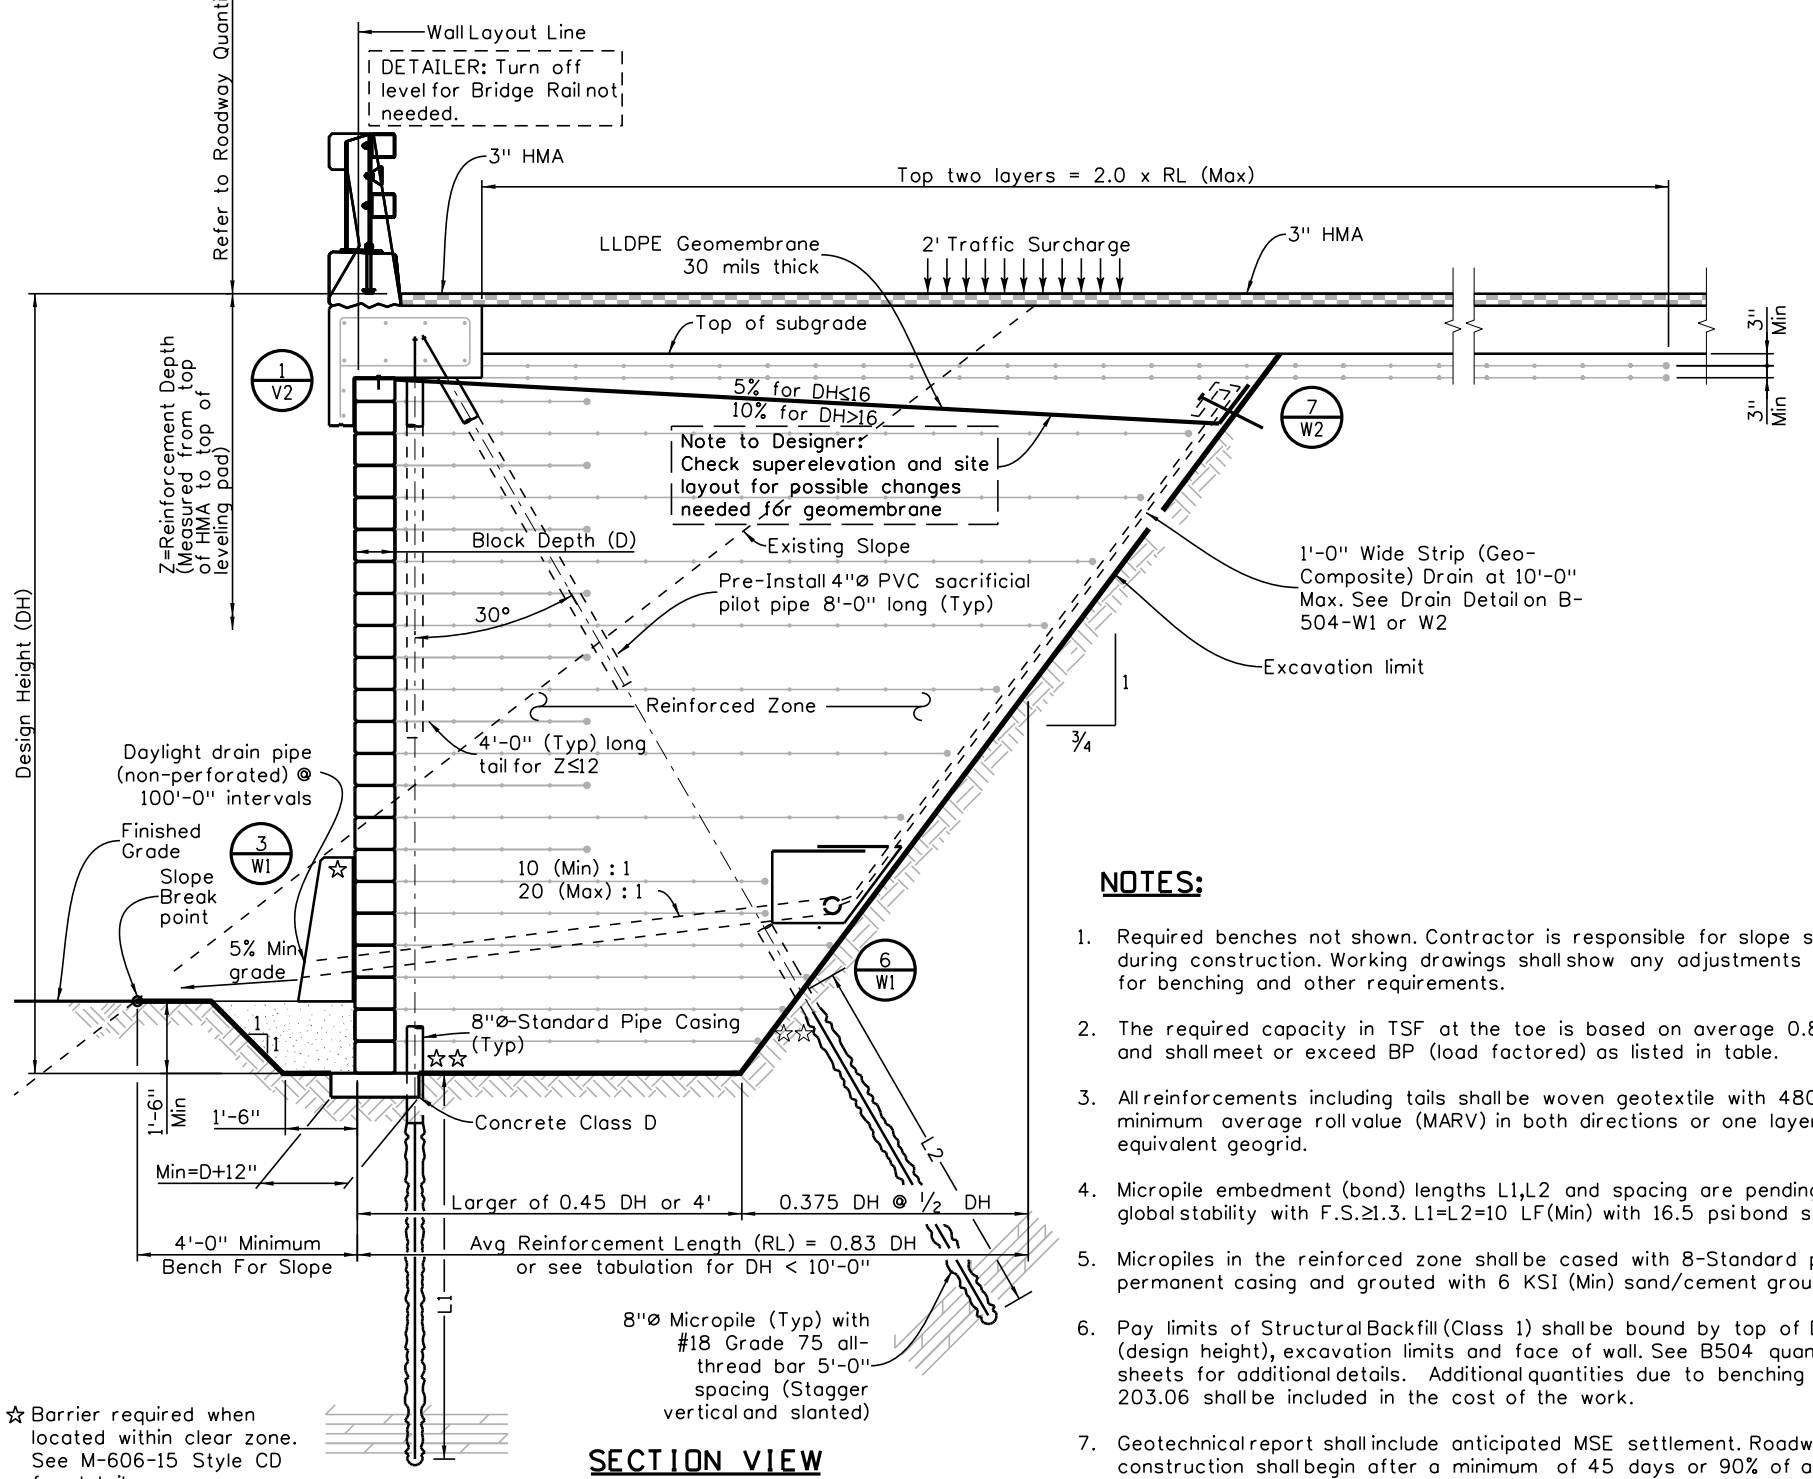 Refer to Roadway
Wall Layout Line
DETAILER: Turn off
level for Bridge Rail not
needed.
3" HMA
Top two layers = 2.0 x RL (Max)
LLDPE Geomembrane
30 mils thick
2' Traffic Surcharge
3" HMA
Top of subgrade
3"
Min
3"
Min
1
V2
Z=Reinforcement Depth
(Measured from top
of HMA to top of
leveling pad)
5% for DH≤16
10% for DH>16
7
W2
Note to Designer:
Check superelevation and site
layout for possible changes
needed for geomembrane
Block Depth (D)
Existing Slope
1'-0" Wide Strip (Geo-
Composite) Drain at 10'-0"
Max. See Drain Detail on B-
504-W1 or W2
Pre-Install 4"Ø PVC sacrificial
pilot pipe 8'-0" long (Typ)
30°
Design Height (DH)
Excavation limit
1
3/4
Reinforced Zone
4'-0" (Typ) long
tail for Z≤12
Daylight drain pipe
(non-perforated) @
100'-0" intervals
Finished
Grade
3
W1
☆
Slope
Break
point
10 (Min) : 1
20 (Max) : 1
5% Min
grade
6
W1
1
1
8"Ø-Standard Pipe Casing
(Typ)
☆☆
☆☆
1'-6"
Min
1'-6"
Concrete Class D
Min=D+12"
L2
Larger of 0.45 DH or 4'
0.375 DH @ 1/2 DH
4'-0" Minimum
Bench For Slope
Avg Reinforcement Length (RL) = 0.83 DH
or see tabulation for DH < 10'-0"
L1
8"Ø Micropile (Typ) with
#18 Grade 75 all-
thread bar 5'-0"
spacing (Stagger
vertical and slanted)
☆ Barrier required when
located within clear zone.
See M-606-15 Style CD
SECTION VIEW
NOTES:
1. Required benches not shown. Contractor is responsible for slope
during construction. Working drawings shall show any adjustments
for benching and other requirements.
2. The required capacity in TSF at the toe is based on average
and shall meet or exceed BP (load factored) as listed in table.
3. All reinforcements including tails shall be woven geotextile with
minimum average roll value (MARV) in both directions or one
equivalent geogrid.
4. Micropile embedment (bond) lengths L1,L2 and spacing are
global stability with F.S.≥1.3. L1=L2=10 LF(Min) with 16.5 psi bond
5. Micropiles in the reinforced zone shall be cased with 8-Standard
permanent casing and grouted with 6 KSI (Min) sand/cement
6. Pay limits of Structural Backfill (Class 1) shall be bound by top of
(design height), excavation limits and face of wall. See B504
sheets for additional details. Additional quantities due to benching
203.06 shall be included in the cost of the work.
7. Geotechnical report shall include anticipated MSE settlement.
construction shall begin after a minimum of 45 days or 90% of